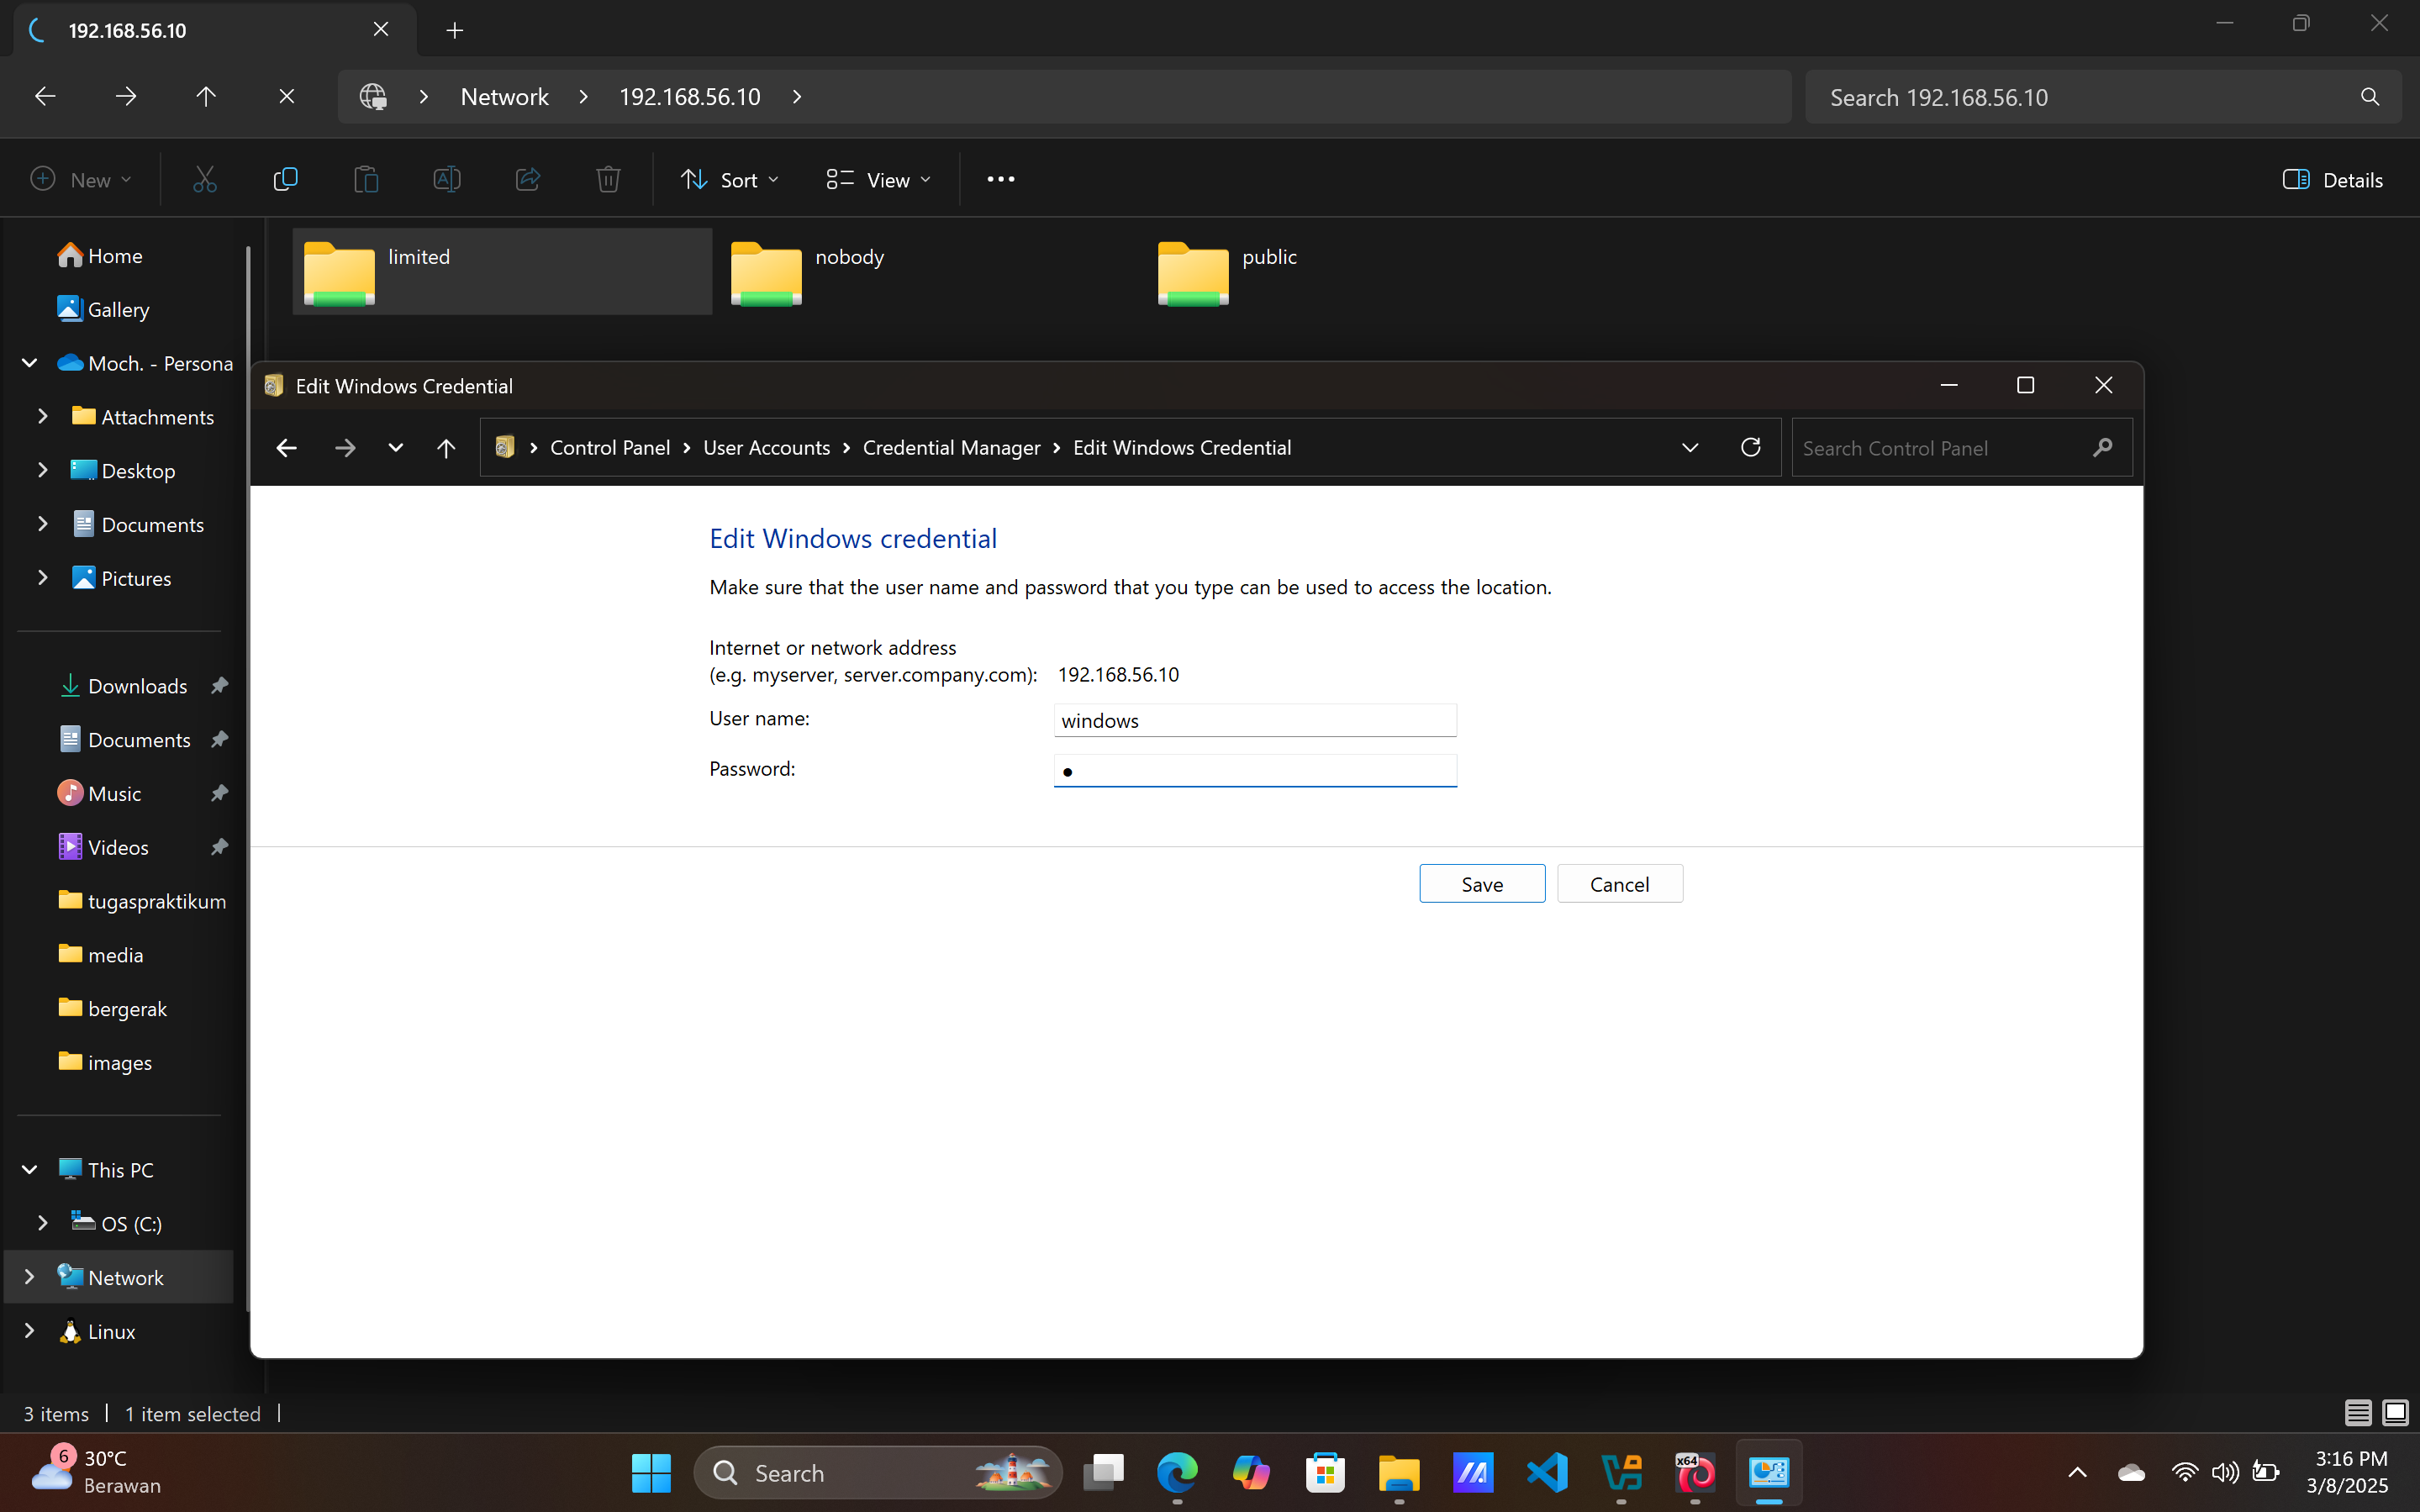 192.168.56.10
Network
192.168.56.10
Search 192.168.56.10
New
Sort
View
Details
Home
Gallery
Moch. - Persona
Attachments
Desktop
Documents
Pictures
Downloads
Documents
Music
Videos
tugaspraktikum
media
bergerak
images
This PC
OS (C:)
Network
Linux
limited
nobody
public
Edit Windows Credential
Control Panel
User Accounts
Credential Manager
Edit Windows Credential
Search Control Panel
Edit Windows credential
Make sure that the user name and password that you type can be used to access the location.
Internet or network address
(e.g. myserver, server.company.com): 192.168.56.10
User name: windows
Password: ●
Save
Cancel
3 items
1 item selected
6
30°C
Berawan
Search
x64
3:16 PM
3/8/2025